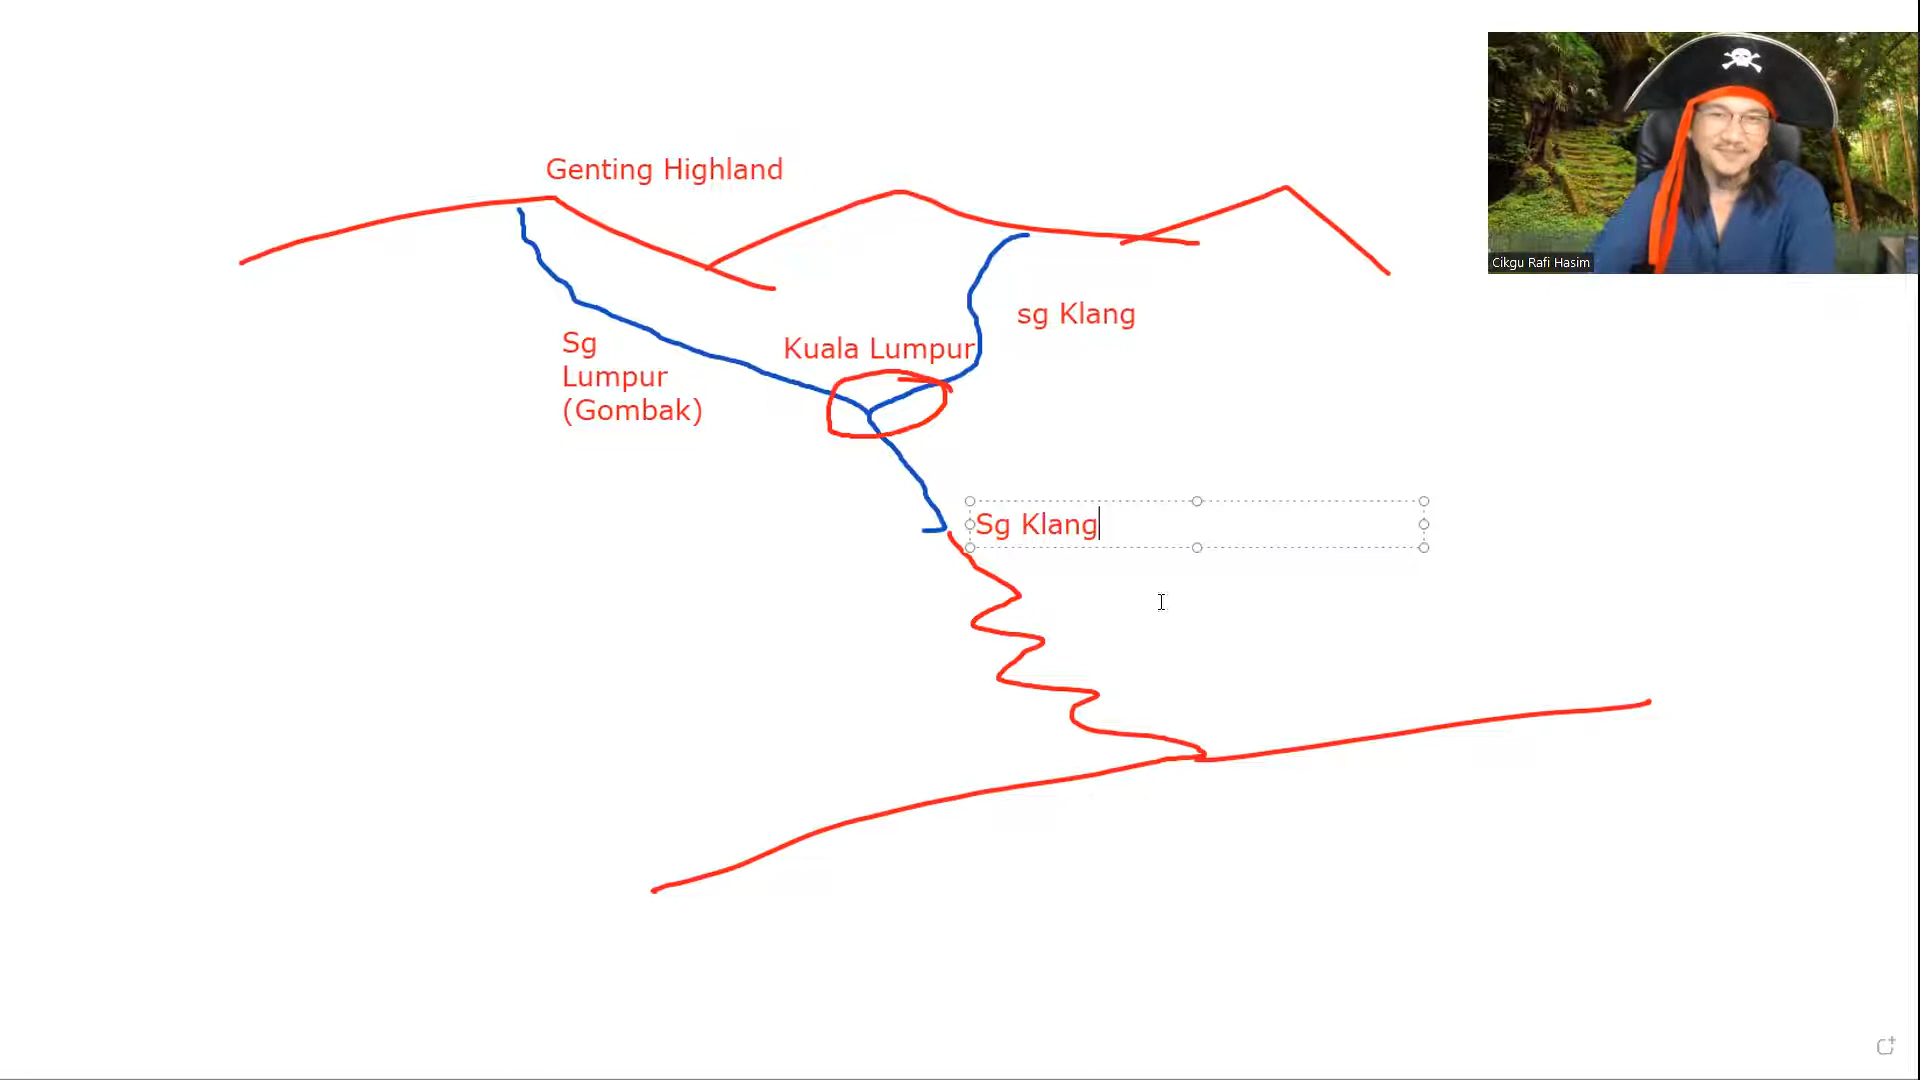 Genting Highland
sg Klang
Sg
Lumpur
(Gombak)
Kuala Lumpur
Sg Klang
Cikgu Rafi Hasim